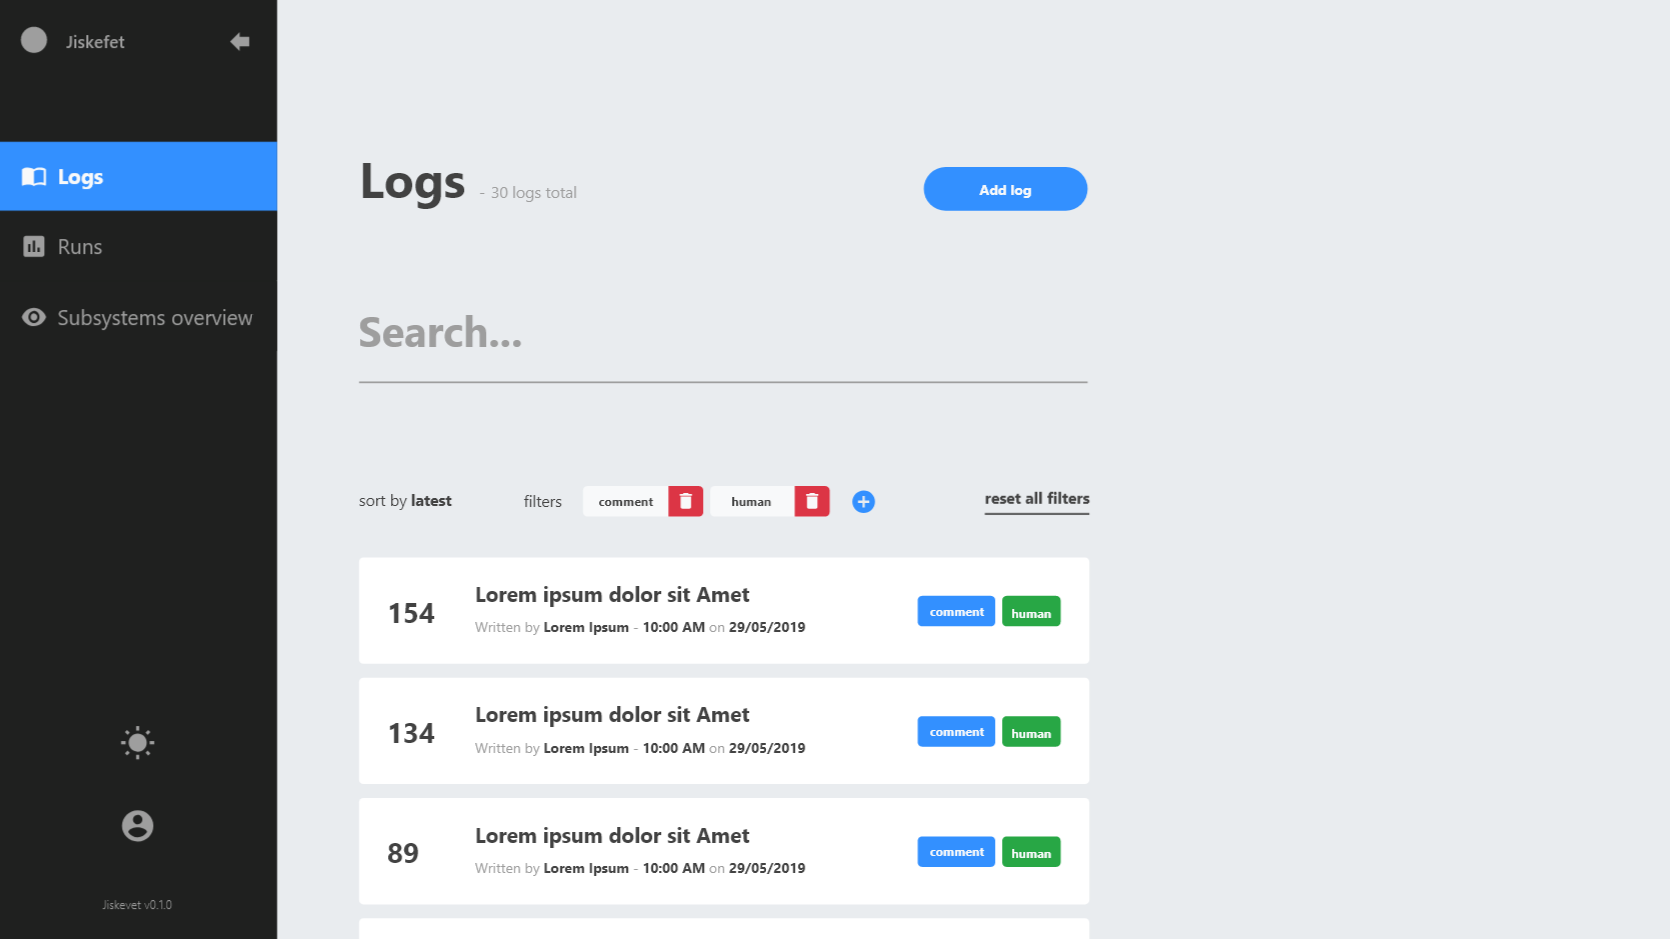 Jiskefet
Logs
Runs
Subsystems overview
Jiskevet v0.1.0
Logs - 30 logs total
Add log
Search...
sort by latest filters comment human reset all filters
154
Lorem ipsum dolor sit Amet
Written by Lorem Ipsum - 10:00 AM on 29/05/2019
comment human
134
Lorem ipsum dolor sit Amet
Written by Lorem Ipsum - 10:00 AM on 29/05/2019
comment human
89
Lorem ipsum dolor sit Amet
Written by Lorem Ipsum - 10:00 AM on 29/05/2019
comment human